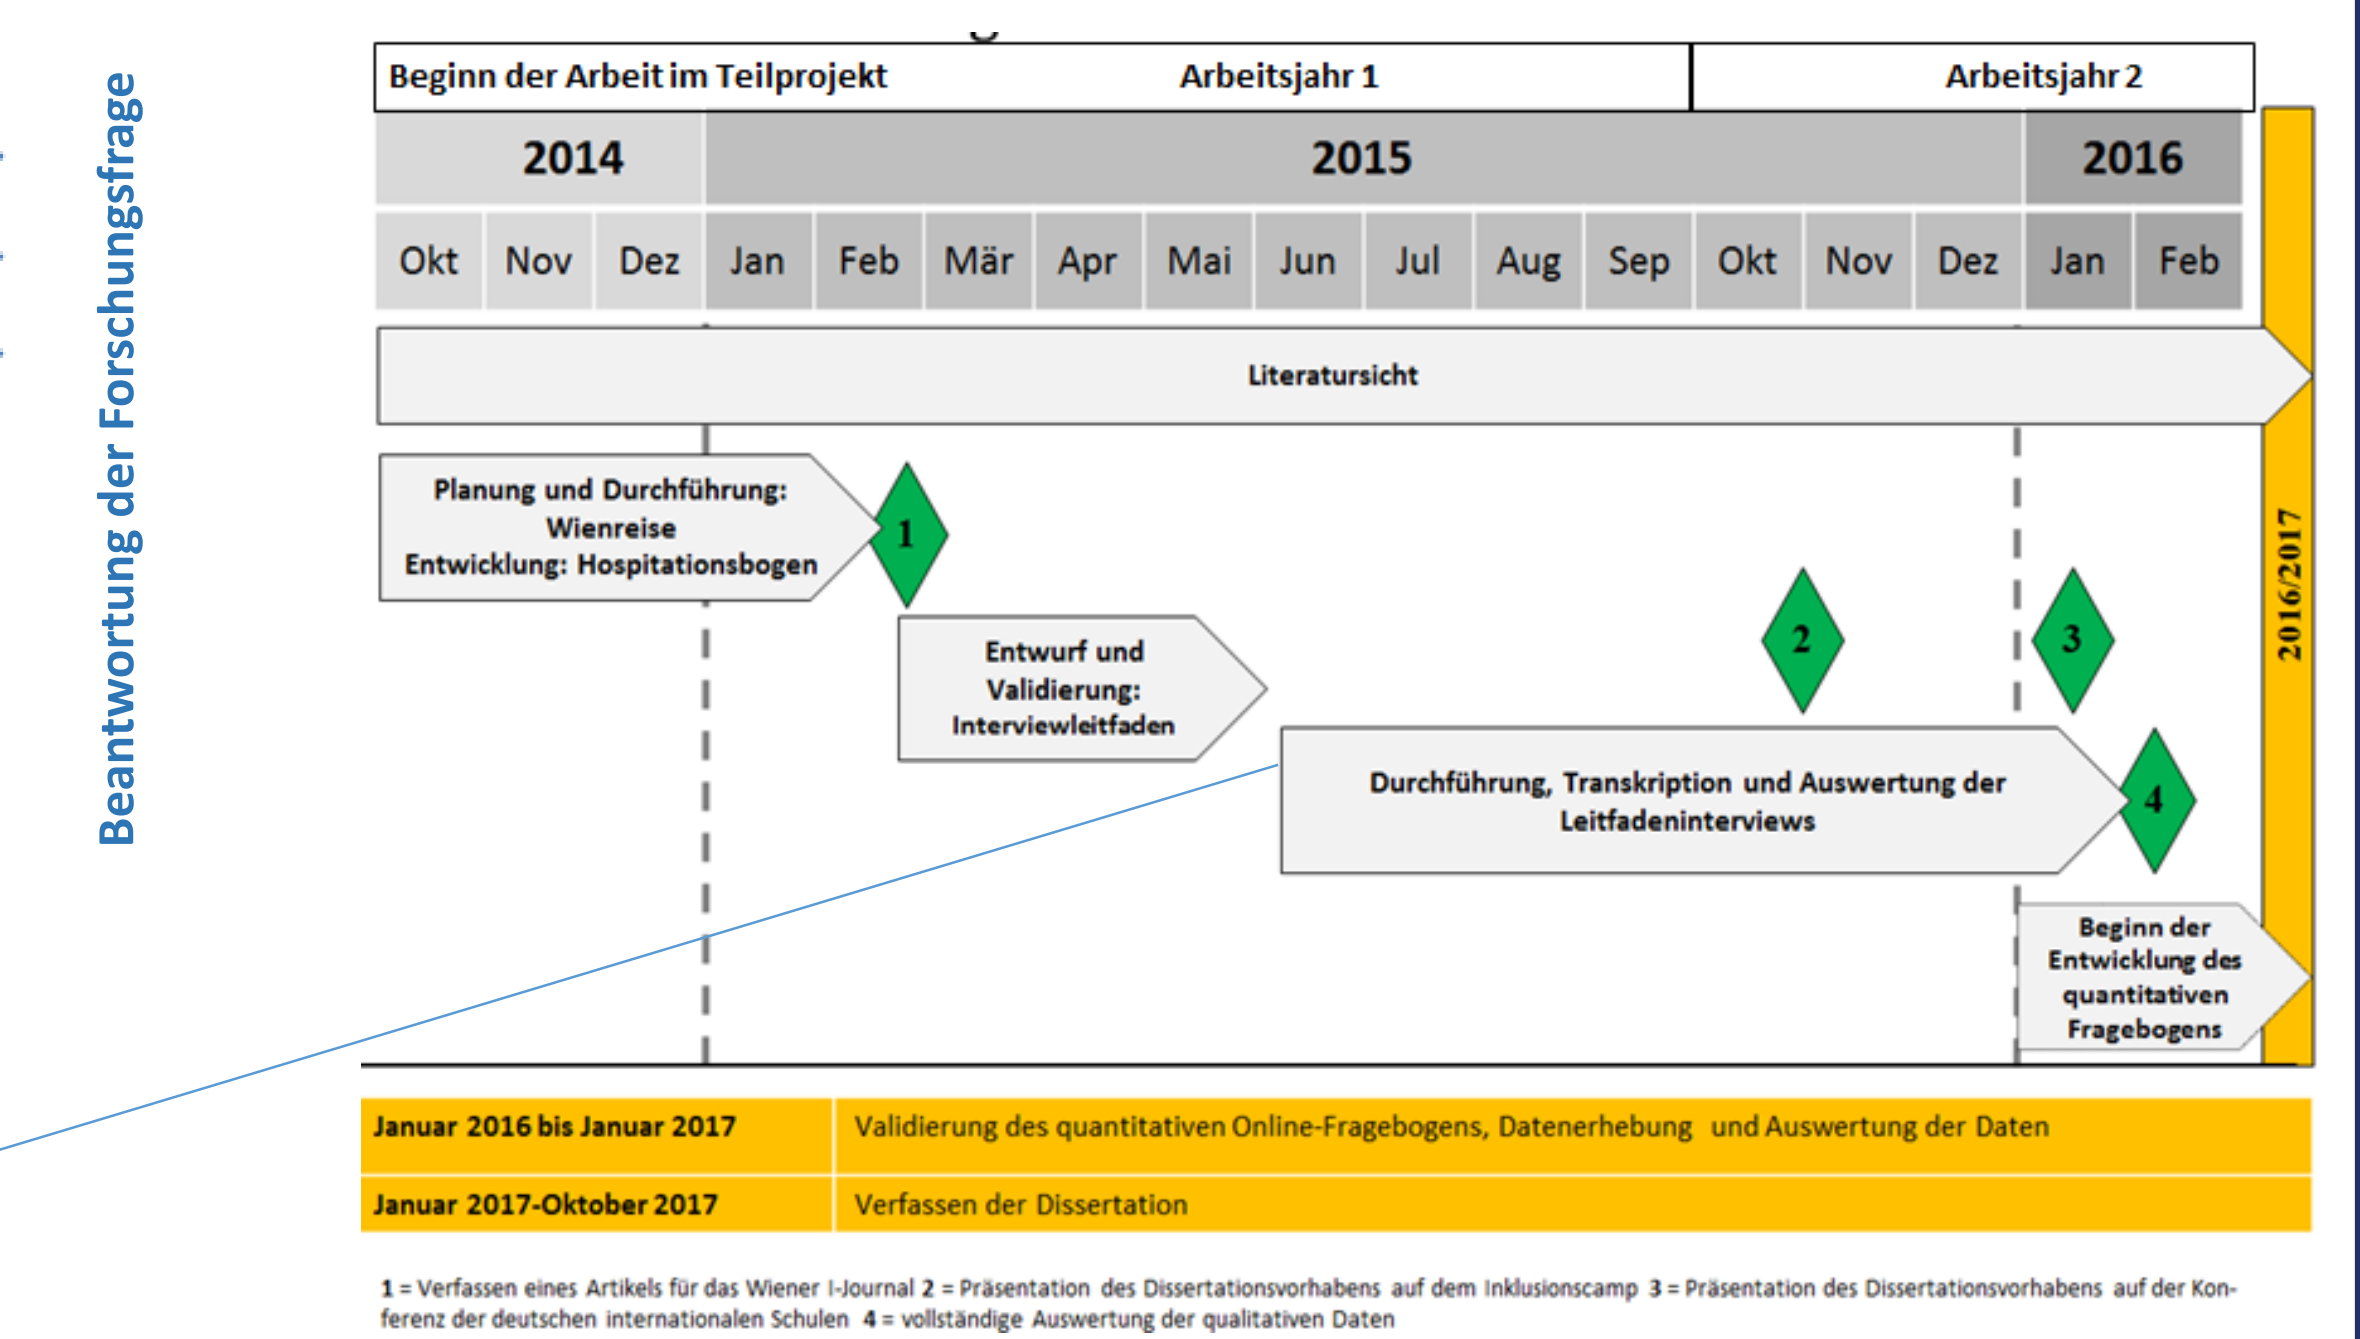 Beantwortung der Forschungsfrage
Beginn der Arbeit im Teilprojekt Arbeitsjahr 1 Arbeitsjahr 2
2014 2015 2016
Okt Nov Dez Jan Feb Mär Apr Mai Jun Jul Aug Sep Okt Nov Dez Jan Feb
Literatursicht
Planung und Durchführung:
Wienreise
Entwicklung: Hospitationsbogen
1
Entwurf und
Validierung:
Interviewleitfaden
2
3
2016/2017
Durchführung, Transkription und Auswertung der
Leitfadeninterviews
4
Beginn der
Entwicklung des
quantitativen
Fragebogens
Januar 2016 bis Januar 2017 Validierung des quantitativen Online-Fragebogens, Datenerhebung und Auswertung der Daten
Januar 2017-Oktober 2017 Verfassen der Dissertation
1 = Verfassen eines Artikels für das Wiener I-Journal 2 = Präsentation des Dissertationsvorhabens auf dem Inklusionscamp 3 = Präsentation des Dissertationsvorhabens auf der Kon-
ferenz der deutschen internationalen Schulen 4 = vollständige Auswertung der qualitativen Daten